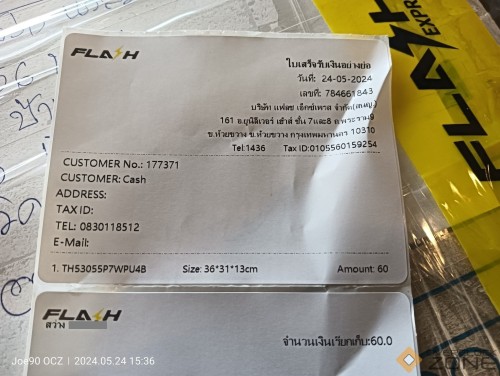 FLASH
ใบเสร็จรับเงินอย่างย่อ
วันที่: 24-05-2024
เลขที่: 784661843
บริษัท แฟลช เอ็กซ์เพรส จำกัด(สนญ.)
161 อ.ยูนิลีเวอร์ เฮ้าส์ ชั้น 7และ8 ถ.พระราม9
ข.ห้วยขวาง ข.ห้วยขวาง กรุงเทพมหานคร 10310
Tel:1436 Tax ID:0105560159254
CUSTOMER No.: 177371
CUSTOMER: Cash
ADDRESS:
TAX ID:
TEL: 0830118512
E-Mail:
1. TH53055P7WPU4B Size: 36*31*13cm Amount: 60
FLASH
สว่าง
จำนวนเงินเรียกเก็บ:60.0
FLASH EXPRE
Joe90 OCZ | 2024.05.24 15:36
ZONE